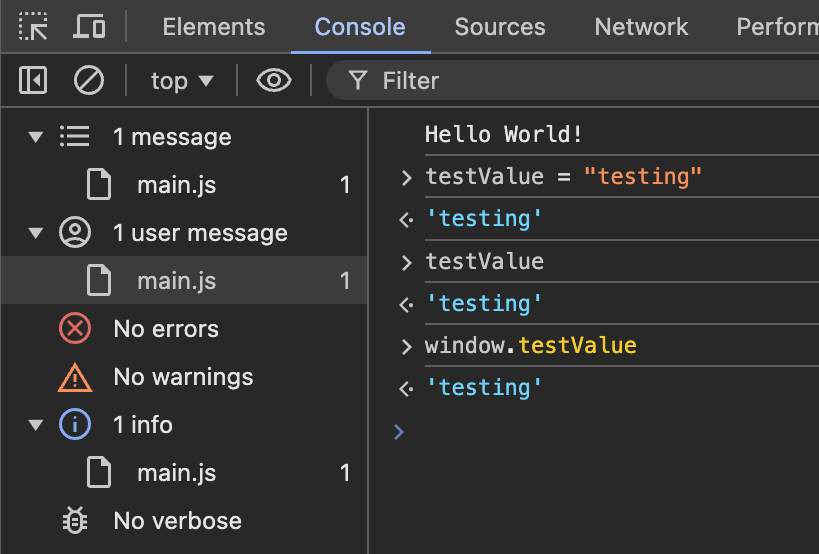 Elements Console Sources Network Perform
top Filter
1 message
main.js 1
1 user message
main.js 1
No errors
No warnings
1 info
main.js 1
No verbose
Hello World!
> testValue = "testing"
<· 'testing'
> testValue
<· 'testing'
> window.testValue
<· 'testing'
>